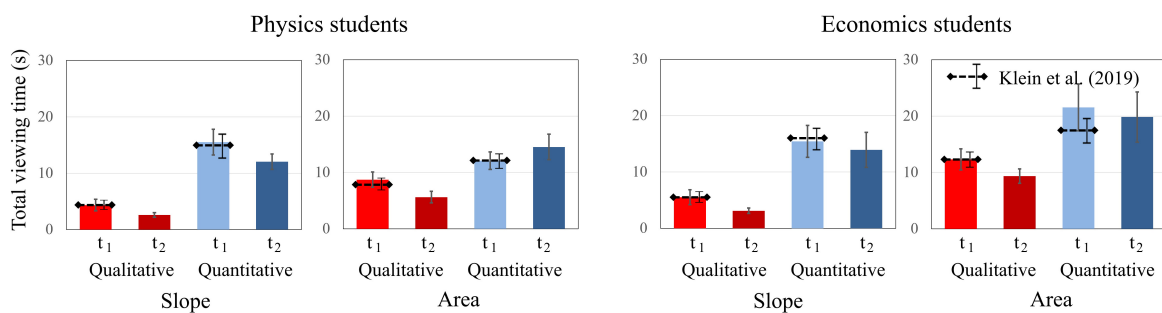 Physics students
Economics students
Total viewing time (s)
30
20
10
0
t1 t2 t1 t2
Qualitative Quantitative
Slope
30
20
10
0
t1 t2 t1 t2
Qualitative Quantitative
Area
30
20
10
0
t1 t2 t1 t2
Qualitative Quantitative
Slope
30
20
10
0
Klein et al. (2019)
t1 t2 t1 t2
Qualitative Quantitative
Area